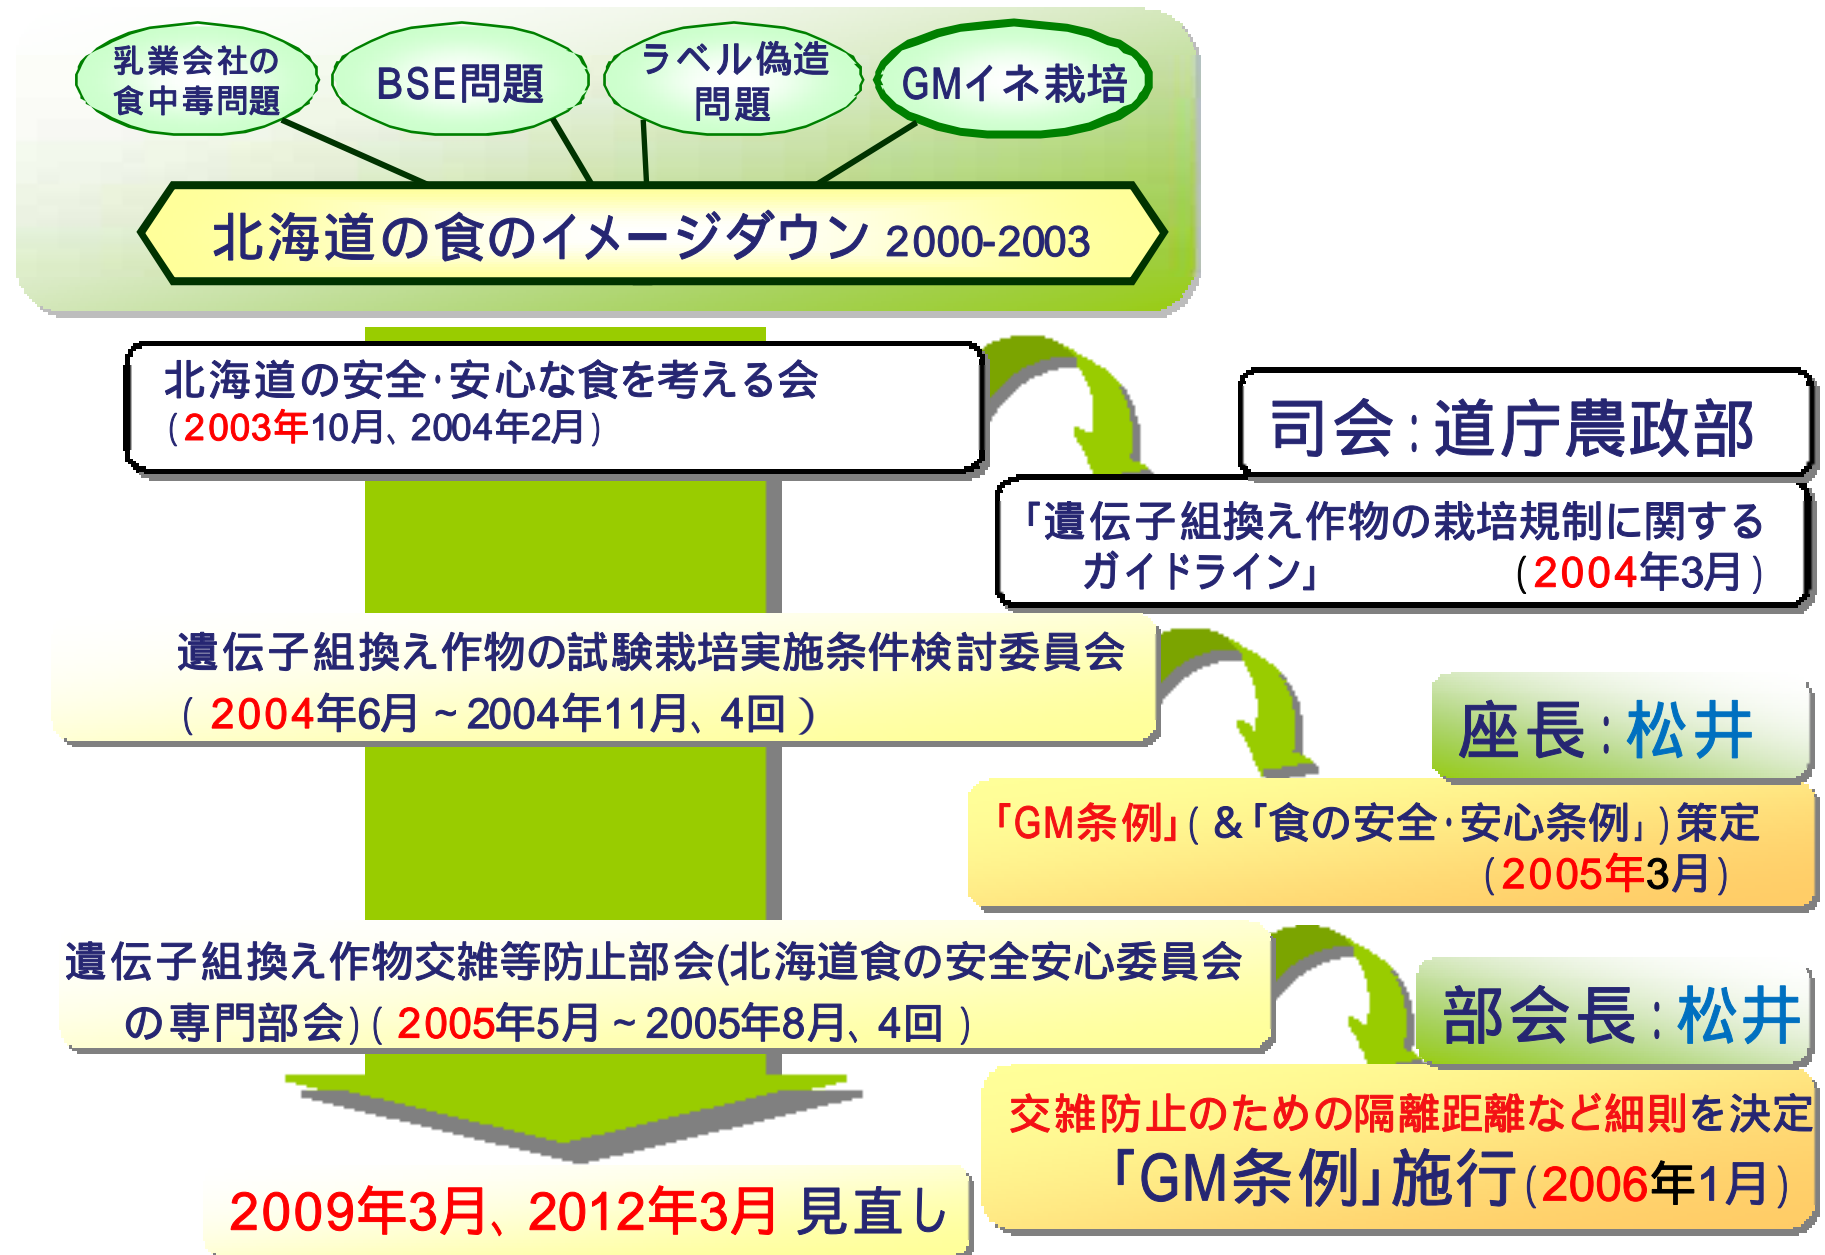 乳業会社の
食中毒問題
BSE問題
ラベル偽造
問題
GMイネ栽培
北海道の食のイメージダウン 2000-2003
北海道の安全・安心な食を考える会
(2003年10月、2004年2月)
司会：道庁農政部
「遺伝子組換え作物の栽培規制に関する
ガイドライン」 (2004年3月)
遺伝子組換え作物の試験栽培実施条件検討委員会
( 2004年6月 ~ 2004年11月、4回 )
座長：松井
「GM条例」( &「食の安全・安心条例」)策定
(2005年3月)
遺伝子組換え作物交雑等防止部会(北海道食の安全安心委員会
の専門部会) ( 2005年5月 ~ 2005年8月、4回 )
部会長：松井
交雑防止のための隔離距離など細則を決定
「GM条例」施行(2006年1月)
2009年3月、2012年3月 見直し